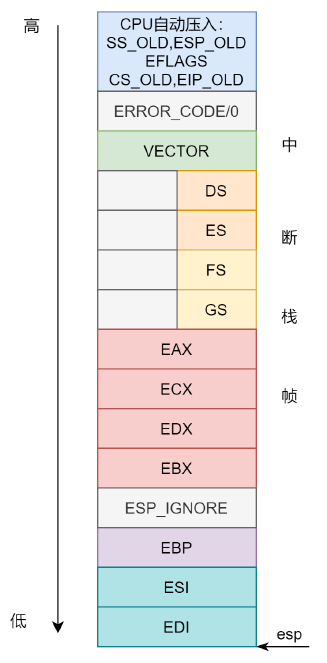 高
CPU自动压入：
SS_OLD,ESP_OLD
EFLAGS
CS_OLD,EIP_OLD
ERROR_CODE/0
VECTOR
中
DS
ES
断
FS
GS
栈
EAX
ECX
帧
EDX
EBX
ESP_IGNORE
EBP
ESI
低
EDI
esp